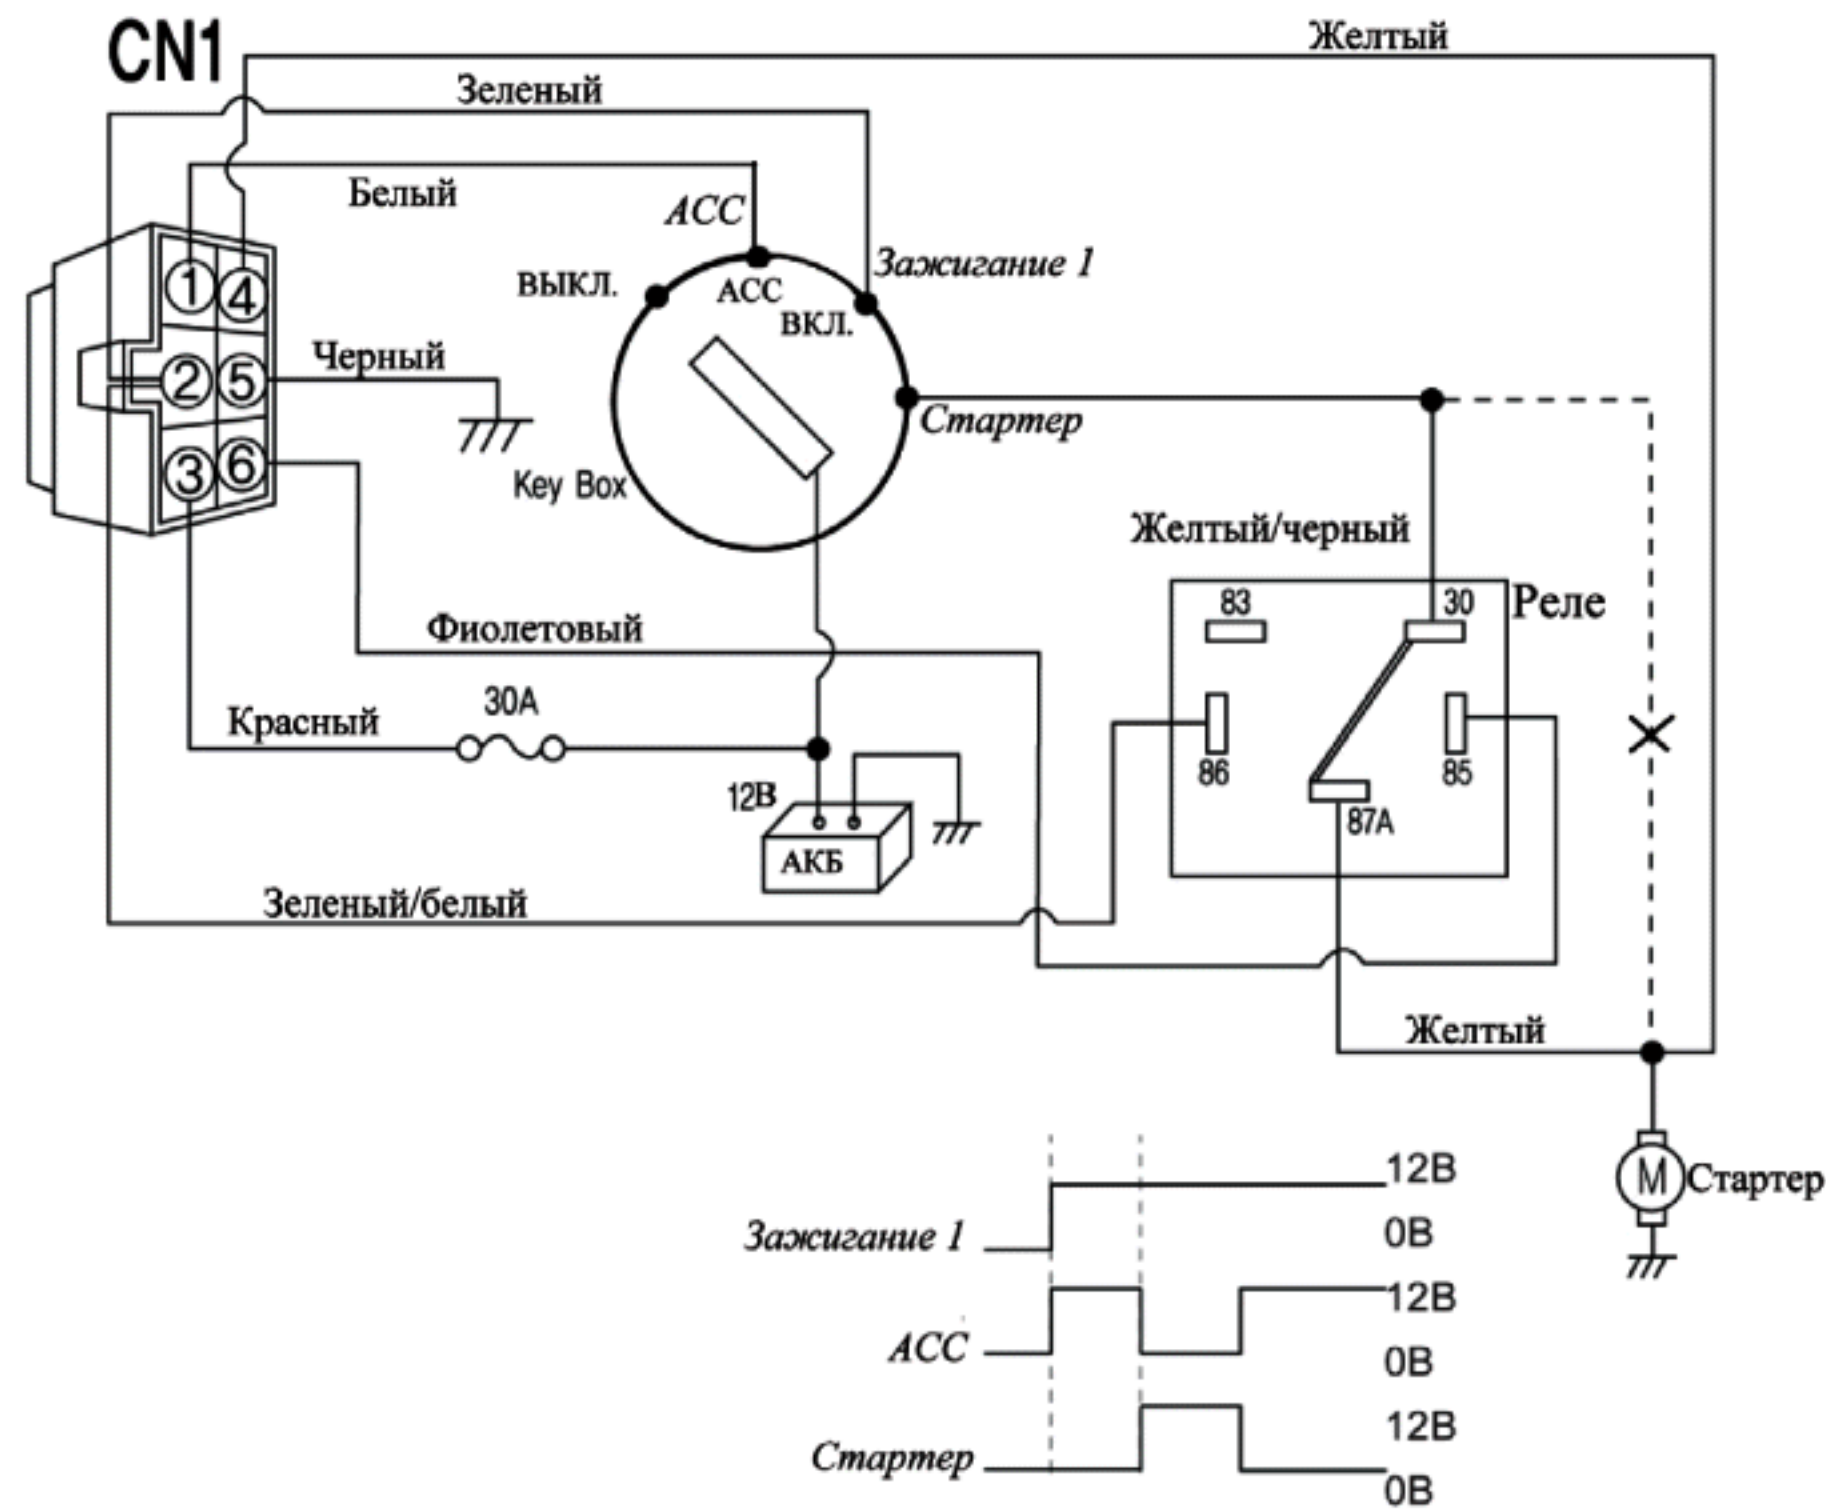 CN1
Желтый
Зеленый
Белый
АСС
Зажигание 1
ВЫКЛ.
АСС
ВКЛ.
1
4
2
5
3
6
Черный
Стартер
Key Box
Желтый/черный
Реле
83
30
86
85
87A
Фиолетовый
Красный
30A
12В
АКБ
Зеленый/белый
Желтый
M
Стартер
Зажигание 1
12В
0В
АСС
12В
0В
Стартер
12В
0В